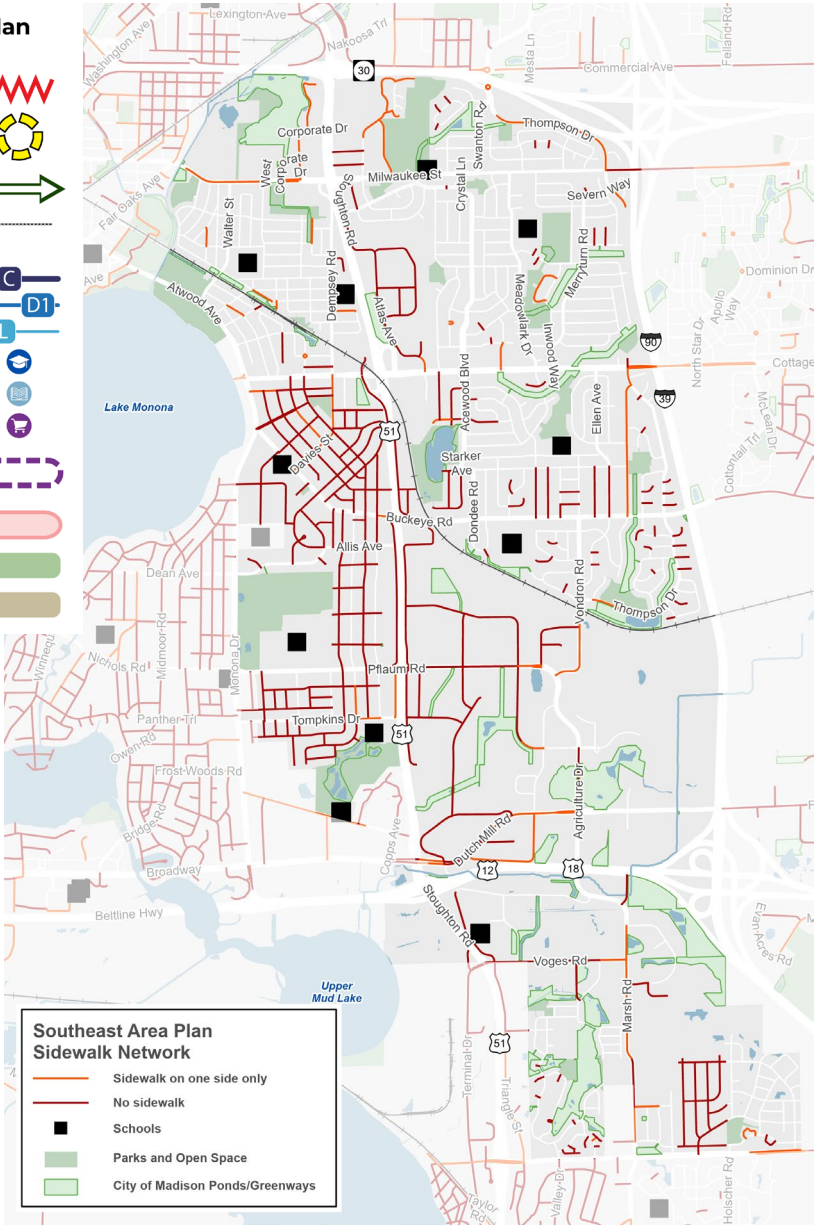 lan
C
D1
L
Lexington Ave
Nakoosa Trl
Washington Ave
Mesta Ln
Felland Rd
Commercial Ave
30
Corporate Dr
Swanton Rd
Thompson Dr
West
Corporate
Dr
Milwaukee St
Crystal Ln
Severn Way
Fair Oaks Ave
Walter St
Stoughton Rd
Merryturn Rd
Ave
Atwood Ave
Dempsey Rd
Atlas Ave
Meadowlark Dr
Dominion Dr
Apollo
Way
North Star Dr
Inwood Way
90
Cottage
Lake Monona
Acewood Blvd
Ellen Ave
39
McLean Dr
51
Davies St
Starker
Ave
Cottontail Trl
Buckeye Rd
Dondee Rd
Allis Ave
Dean Ave
Vondron Rd
Thompson Dr
Midmoor Rd
Monona Dr
Nichols Rd
Pflaum Rd
Panther Trl
Tompkins Dr
51
Owen Rd
Frost Woods Rd
Agriculture Dr
Bridge Rd
Copps Ave
Dutch Mill Rd
Broadway
12
18
Beltline Hwy
Stoughton Rd
Evan Acres Rd
Voges Rd
Upper
Mud Lake
Marsh Rd
51
Terminal Dr
Triangle St
Southeast Area Plan
Sidewalk Network
Sidewalk on one side only
No sidewalk
Schools
Parks and Open Space
City of Madison Ponds/Greenways
Taylor
Rd
Valley Dr
Holscher Rd